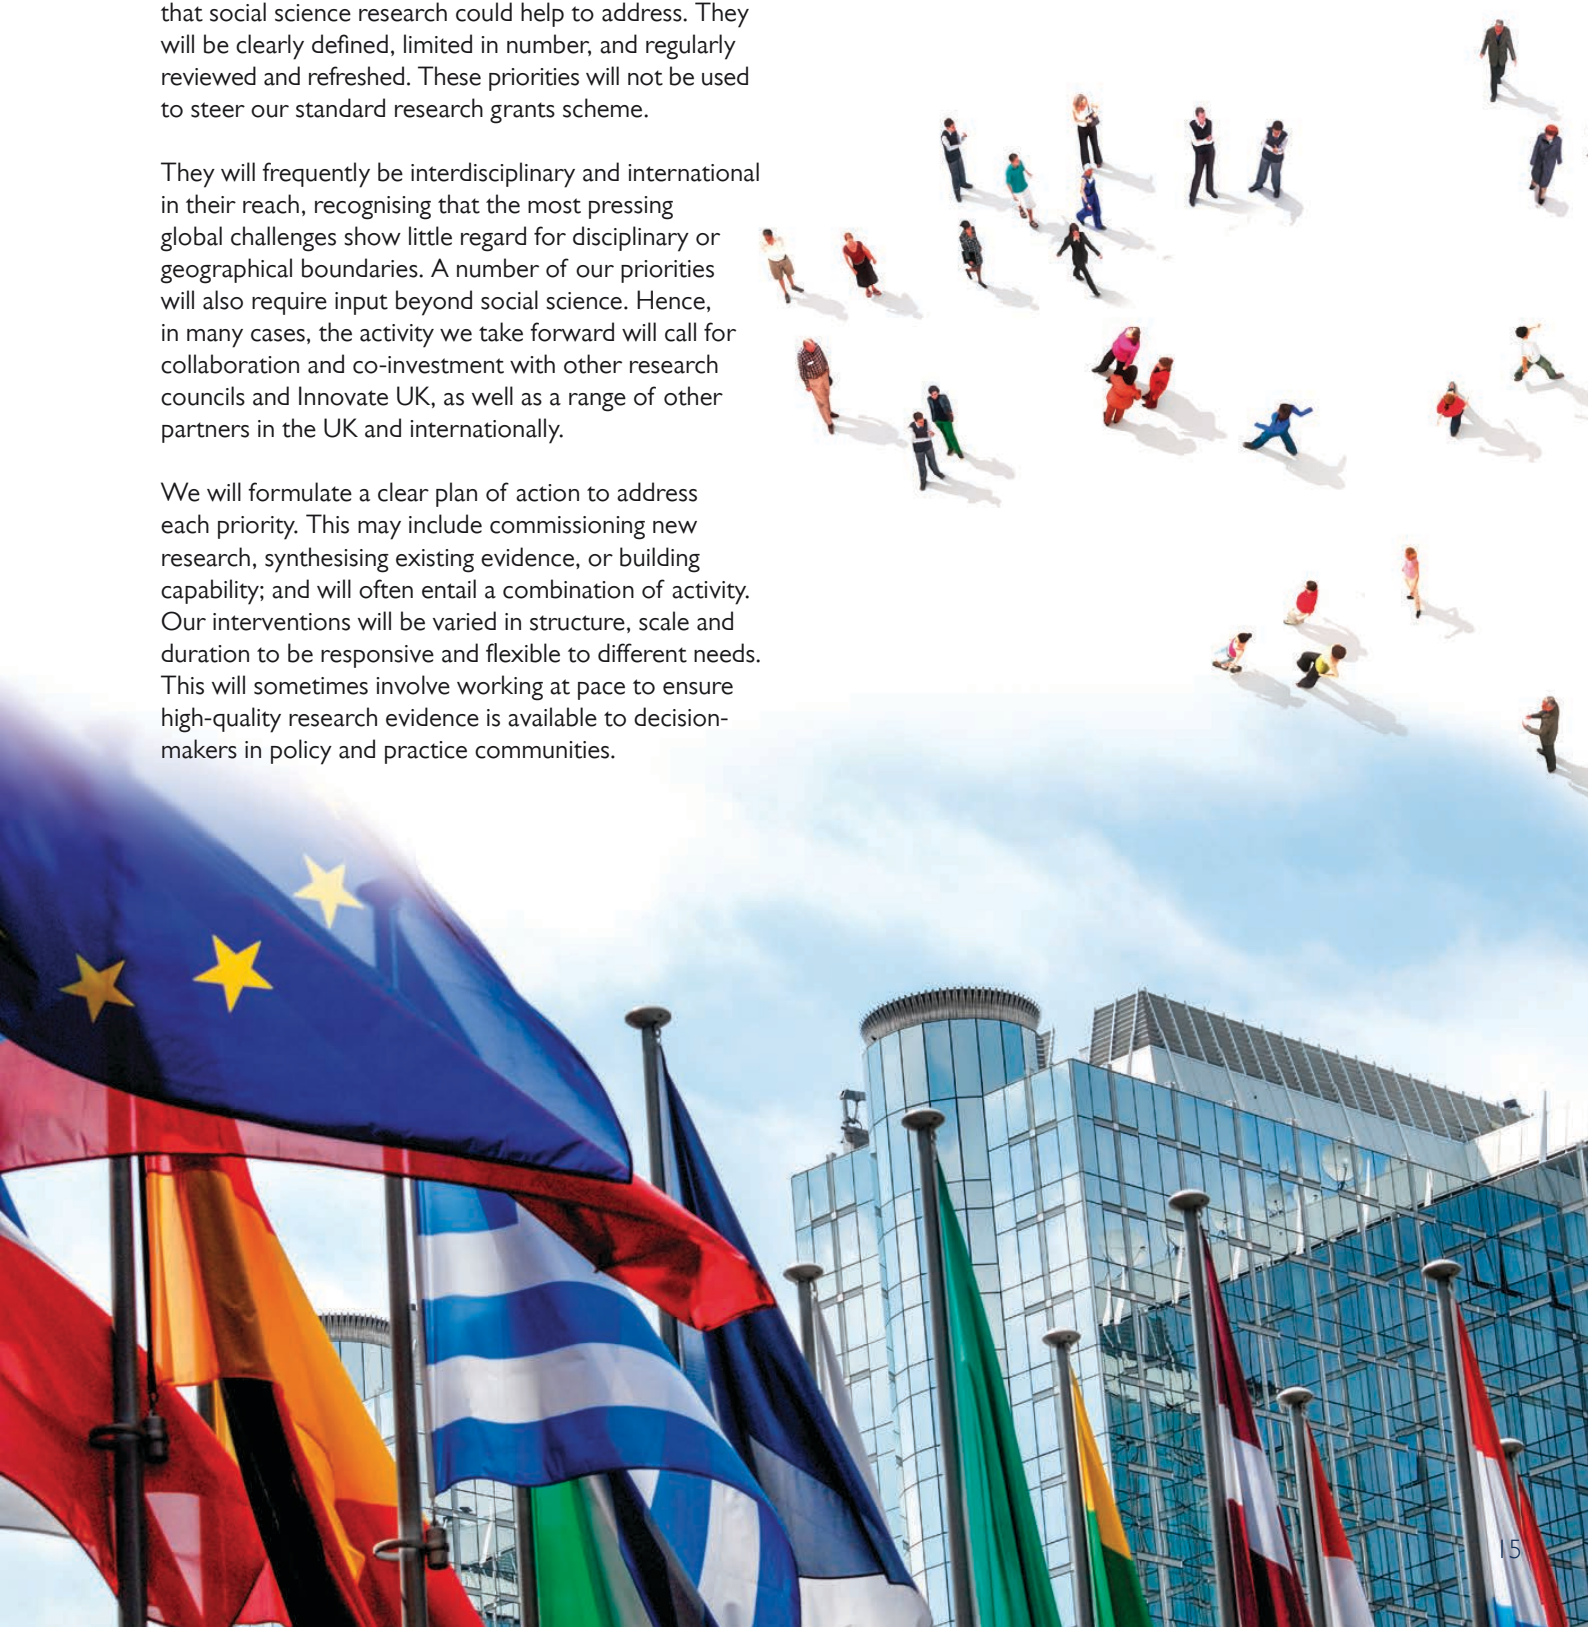 that social science research could help to address. They
will be clearly defined, limited in number, and regularly
reviewed and refreshed. These priorities will not be used
to steer our standard research grants scheme.
They will frequently be interdisciplinary and international
in their reach, recognising that the most pressing
global challenges show little regard for disciplinary or
geographical boundaries. A number of our priorities
will also require input beyond social science. Hence,
in many cases, the activity we take forward will call for
collaboration and co-investment with other research
councils and Innovate UK, as well as a range of other
partners in the UK and internationally.
We will formulate a clear plan of action to address
each priority. This may include commissioning new
research, synthesising existing evidence, or building
capability; and will often entail a combination of activity.
Our interventions will be varied in structure, scale and
duration to be responsive and flexible to different needs.
This will sometimes involve working at pace to ensure
high-quality research evidence is available to decision-
makers in policy and practice communities.
15